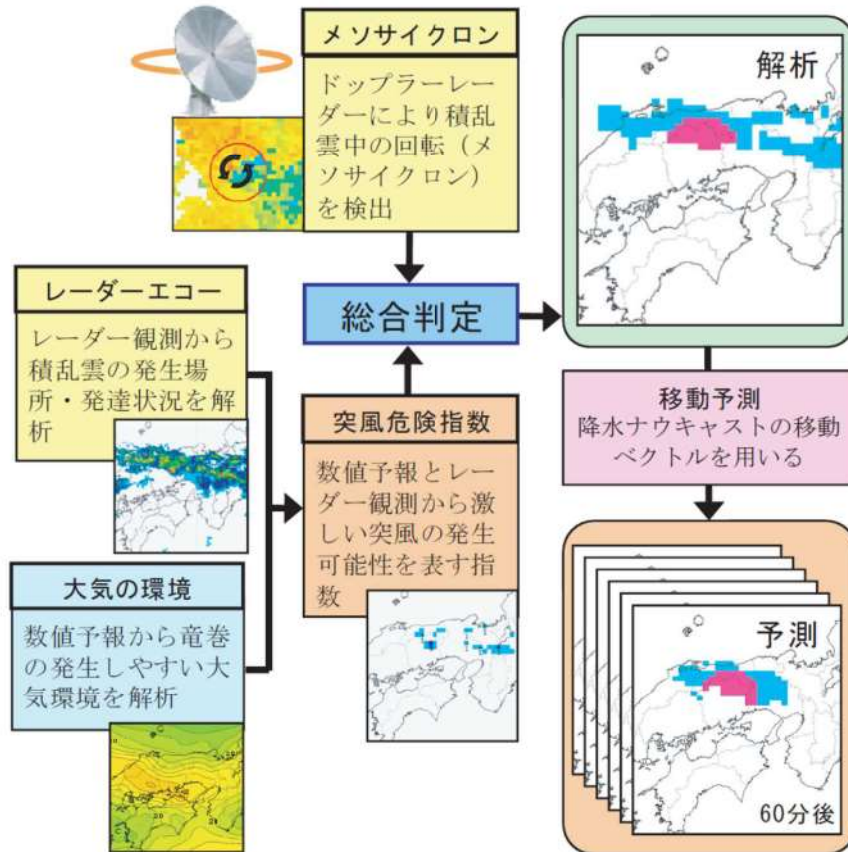 メソサイクロン
ドップラーレー
ダーにより積乱
雲中の回転(メ
ソサイクロン)
を検出
レーダーエコー
レーダー観測から
積乱雲の発生場
所・発達状況を解
析
大気の環境
数値予報から竜巻
の発生しやすい大
気環境を解析
20
突風危険指数
数値予報とレー
ダー観測から激
しい突風の発生
可能性を表す指
数
総合判定
解析
移動予測
降水ナウキャストの移動
ベクトルを用いる
予測
60分後